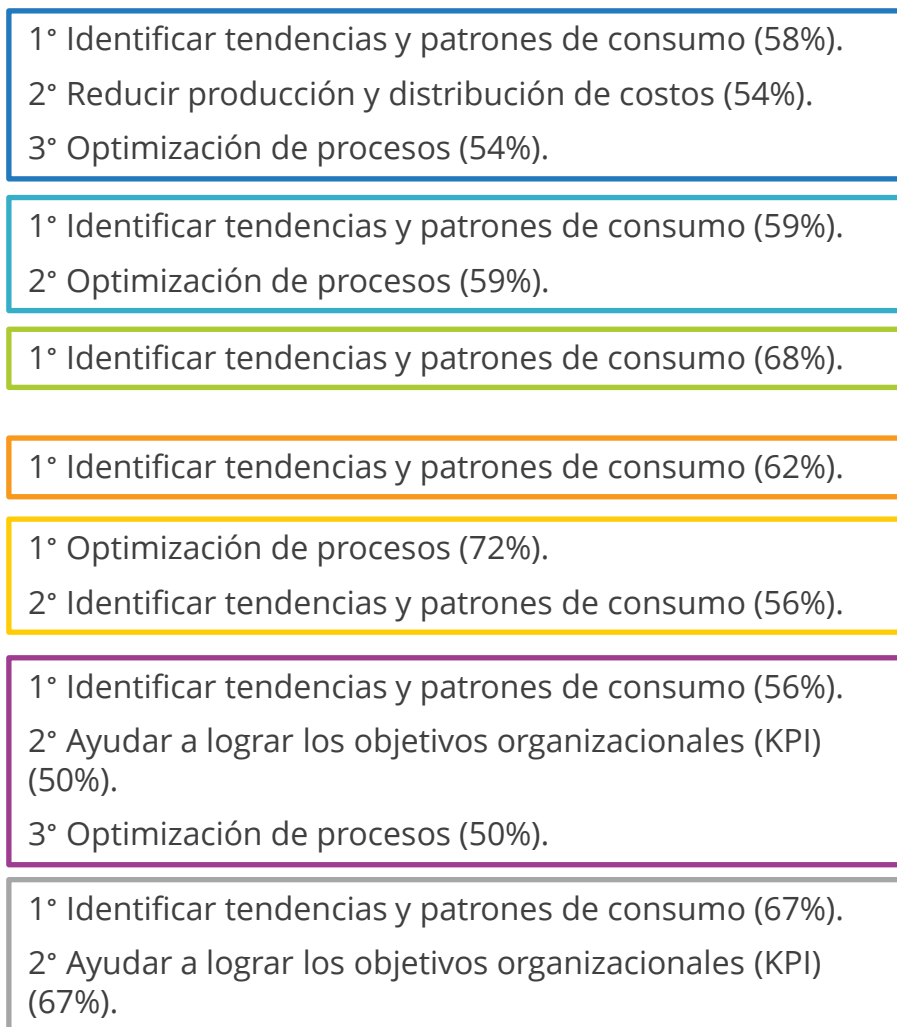 1° Identificar tendencias y patrones de consumo (58%).
2° Reducir producción y distribución de costos (54%).
3° Optimización de procesos (54%).
1° Identificar tendencias y patrones de consumo (59%).
2° Optimización de procesos (59%).
1° Identificar tendencias y patrones de consumo (68%).
1° Identificar tendencias y patrones de consumo (62%).
1° Optimización de procesos (72%).
2° Identificar tendencias y patrones de consumo (56%).
1° Identificar tendencias y patrones de consumo (56%).
2° Ayudar a lograr los objetivos organizacionales (KPI)
(50%).
3° Optimización de procesos (50%).
1° Identificar tendencias y patrones de consumo (67%).
2° Ayudar a lograr los objetivos organizacionales (KPI)
(67%).